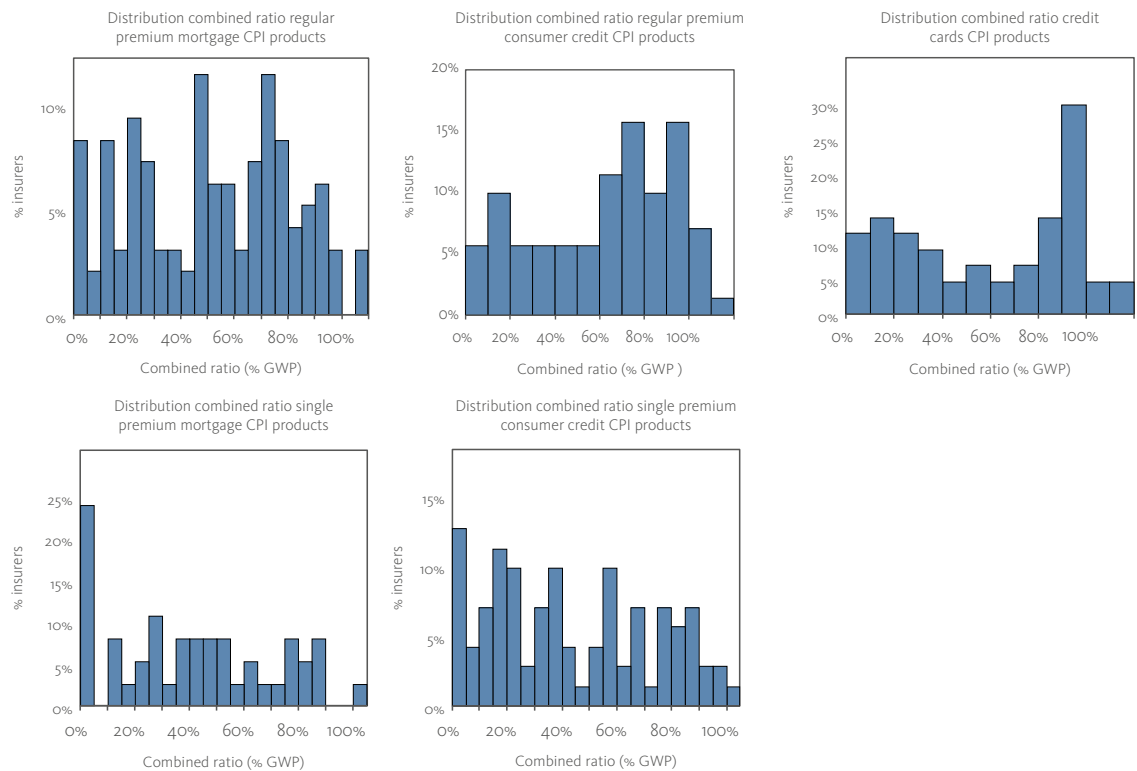 Distribution combined ratio regular
premium mortgage CPI products
10%
5%
0%
% insurers
0% 20% 40% 60% 80% 100%
Combined ratio (% GWP)
Distribution combined ratio regular premium
consumer credit CPI products
20%
15%
10%
5%
0%
% insurers
0% 20% 40% 60% 80% 100%
Combined ratio (% GWP )
Distribution combined ratio credit
cards CPI products
30%
25%
20%
15%
10%
5%
0%
% insurers
0% 20% 40% 60% 80% 100%
Combined ratio (% GWP)
Distribution combined ratio single
premium mortgage CPI products
25%
20%
15%
10%
5%
0%
% insurers
0% 20% 40% 60% 80% 100%
Combined ratio (% GWP)
Distribution combined ratio single premium
consumer credit CPI products
15%
10%
5%
0%
% insurers
0% 20% 40% 60% 80% 100%
Combined ratio (% GWP)